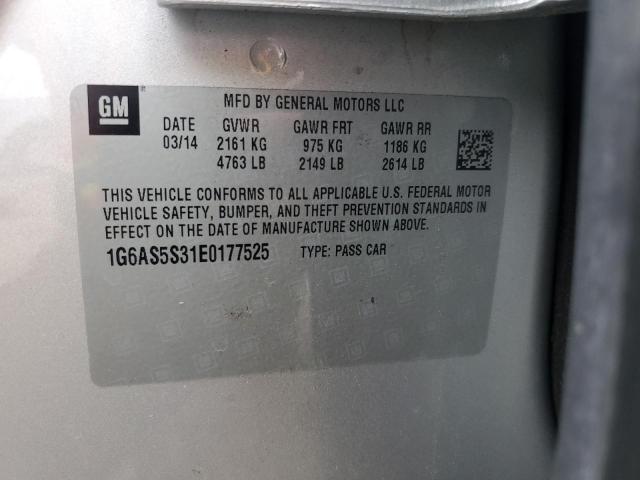 GM
MFD BY GENERAL MOTORS LLC
DATE GVWR GAWR FRT GAWR RR
03/14 2161 KG 975 KG 1186 KG
4763 LB 2149 LB 2614 LB
THIS VEHICLE CONFORMS TO ALL APPLICABLE U.S. FEDERAL MOTOR
VEHICLE SAFETY, BUMPER, AND THEFT PREVENTION STANDARDS IN
EFFECT ON THE DATE OF MANUFACTURE SHOWN ABOVE.
1G6AS5S31E0177525 TYPE: PASS CAR